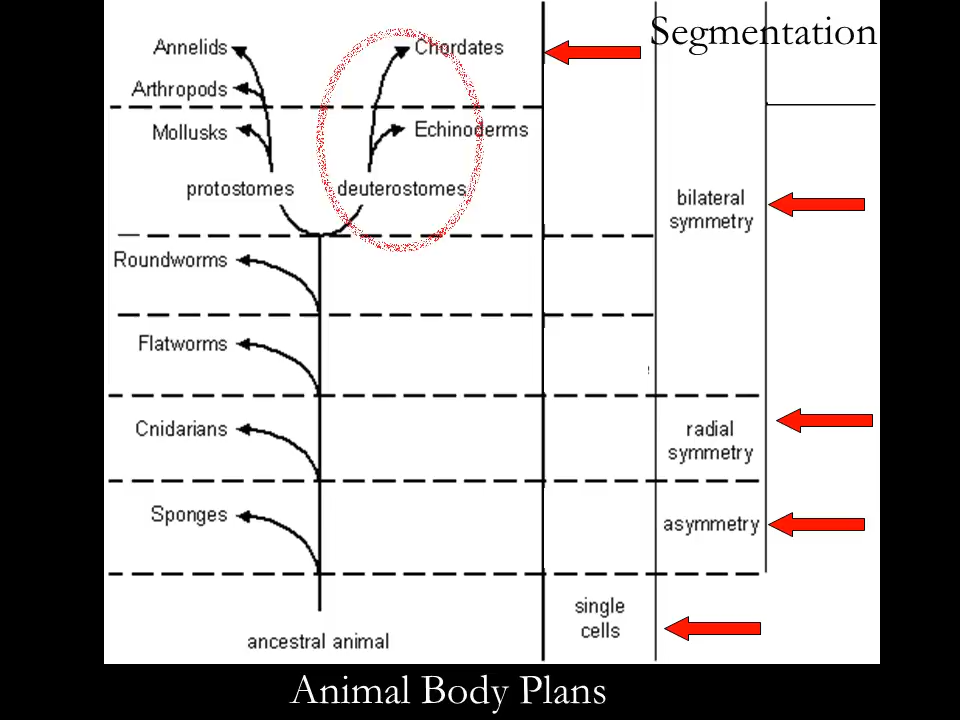 Segmentation
Annelids
Chordates
Arthropods
Mollusks
Echinoderms
protostomes
deuterostomes
bilateral
symmetry
Roundworms
Flatworms
Cnidarians
radial
symmetry
Sponges
asymmetry
single
cells
ancestral animal
Animal Body Plans